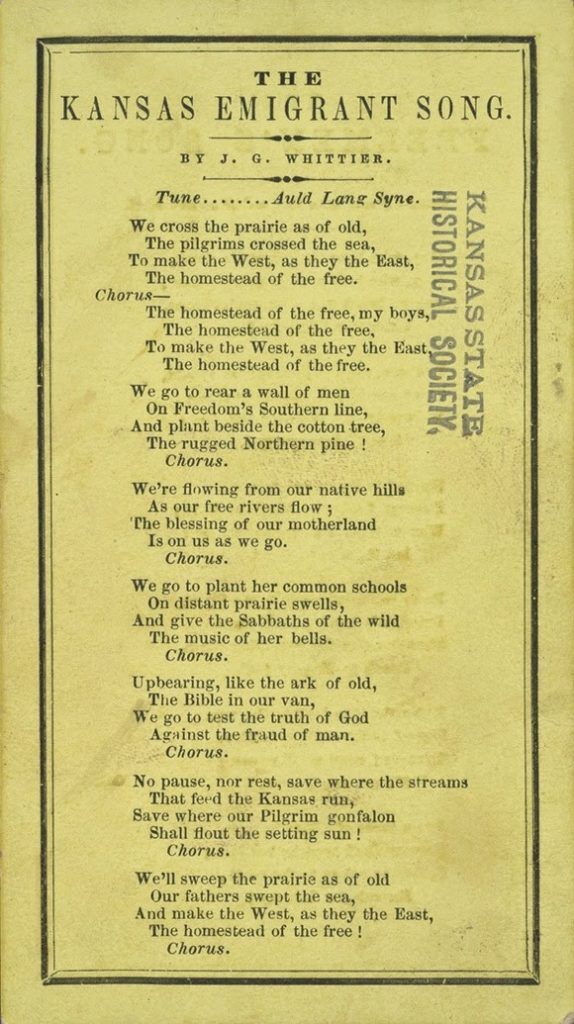 THE
KANSAS EMIGRANT SONG.
BY J. G. WHITTIER.
Tune........Auld Lang Syne.
We cross the prairie as of old,
The pilgrims crossed the sea,
To make the West, as they the East,
The homestead of the free.
Chorus—
The homestead of the free, my boys,
The homestead of the free,
To make the West, as they the East,
The homestead of the free.
We go to rear a wall of men
On Freedom's Southern line,
And plant beside the cotton tree,
The rugged Northern pine !
Chorus.
We're flowing from our native hills
As our free rivers flow ;
The blessing of our motherland
Is on us as we go.
Chorus.
We go to plant her common schools
On distant prairie swells,
And give the Sabbaths of the wild
The music of her bells.
Chorus.
Upbearing, like the ark of old,
The Bible in our van,
We go to test the truth of God
Against the fraud of man.
Chorus.
No pause, nor rest, save where the streams
That feed the Kansas run,
Save where our Pilgrim gonfalon
Shall flout the setting sun !
Chorus.
We'll sweep the prairie as of old
Our fathers swept the sea,
And make the West, as they the East,
The homestead of the free !
Chorus.
KANSAS STATE
HISTORICAL SOCIETY,